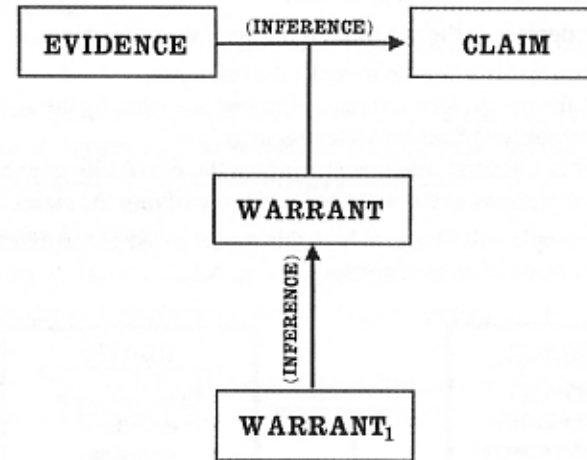 (INFERENCE)
EVIDENCE
CLAIM
WARRANT
(INFERENCE)
WARRANT₁